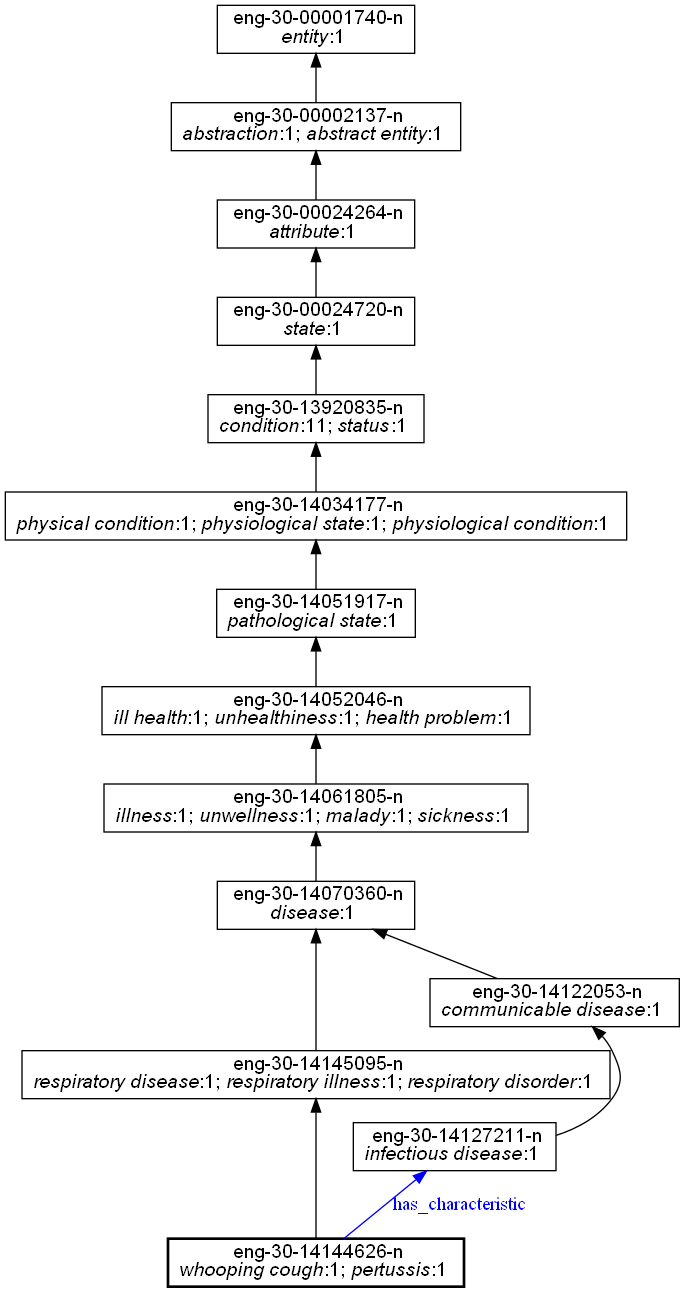 eng-30-00001740-n
entity:1
eng-30-00002137-n
abstraction:1; abstract entity:1
eng-30-00024264-n
attribute:1
eng-30-00024720-n
state:1
eng-30-13920835-n
condition:11; status:1
eng-30-14034177-n
physical condition:1; physiological state:1; physiological condition:1
eng-30-14051917-n
pathological state:1
eng-30-14052046-n
ill health:1; unhealthiness:1; health problem:1
eng-30-14061805-n
illness:1; unwellness:1; malady:1; sickness:1
eng-30-14070360-n
disease:1
eng-30-14122053-n
communicable disease:1
eng-30-14145095-n
respiratory disease:1; respiratory illness:1; respiratory disorder:1
eng-30-14127211-n
infectious disease:1
has_characteristic
eng-30-14144626-n
whooping cough:1; pertussis:1